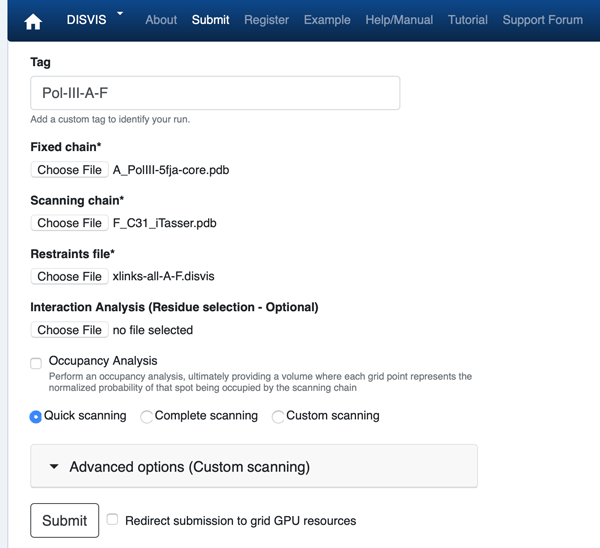 DISVIS About Submit Register Example Help/Manual Tutorial Support Forum
Tag
Pol-III-A-F
Add a custom tag to identify your run.
Fixed chain*
Choose File A_PolIII-5fja-core.pdb
Scanning chain*
Choose File F_C31_iTasser.pdb
Restraints file*
Choose File xlinks-all-A-F.disvis
Interaction Analysis (Residue selection - Optional)
Choose File no file selected
Occupancy Analysis
Perform an occupancy analysis, ultimately providing a volume where each grid point represents the
normalized probability of that spot being occupied by the scanning chain
Quick scanning Complete scanning Custom scanning
Advanced options (Custom scanning)
Submit Redirect submission to grid GPU resources